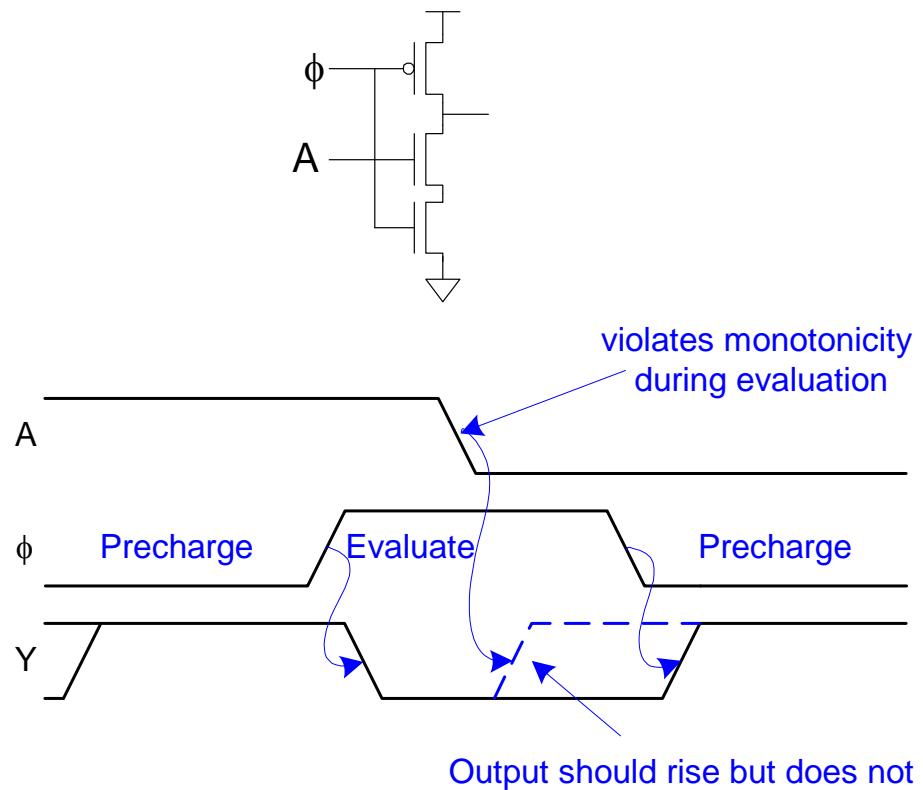 ϕ
A
violates monotonicity
during evaluation
A
ϕ
Precharge
Evaluate
Precharge
Y
Output should rise but does not